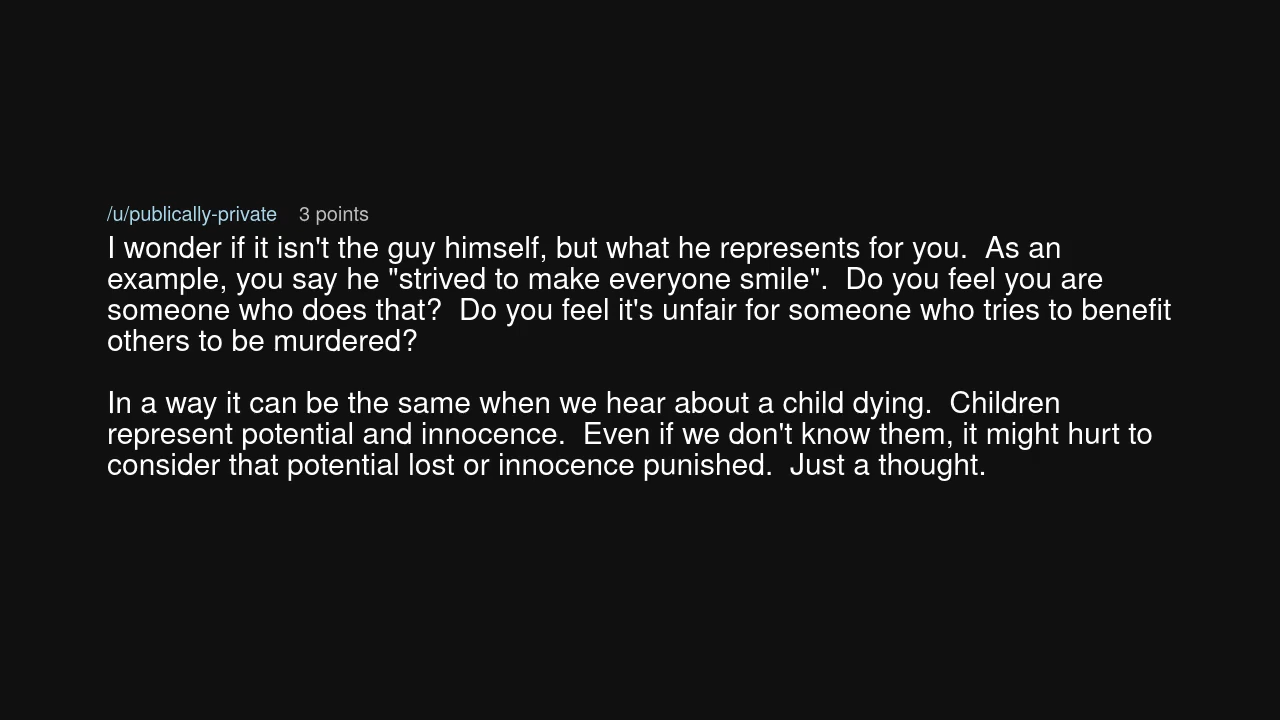 /u/publically-private 3 points
I wonder if it isn't the guy himself, but what he represents for you.  As an
example, you say he "strived to make everyone smile".  Do you feel you are
someone who does that?  Do you feel it's unfair for someone who tries to benefit
others to be murdered?
In a way it can be the same when we hear about a child dying.  Children
represent potential and innocence.  Even if we don't know them, it might hurt to
consider that potential lost or innocence punished.  Just a thought.